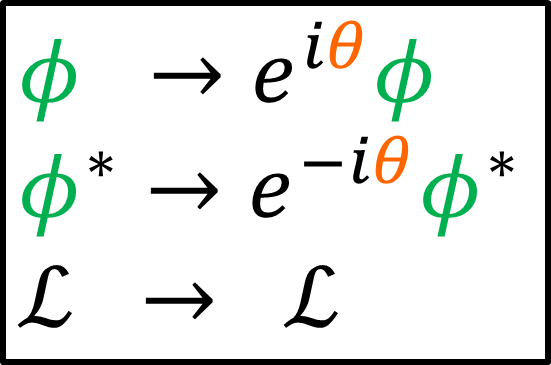 𝜙 → 𝑒^{𝑖𝜃}𝜙
𝜙* → 𝑒^{−𝑖𝜃}𝜙*
ℒ → ℒ